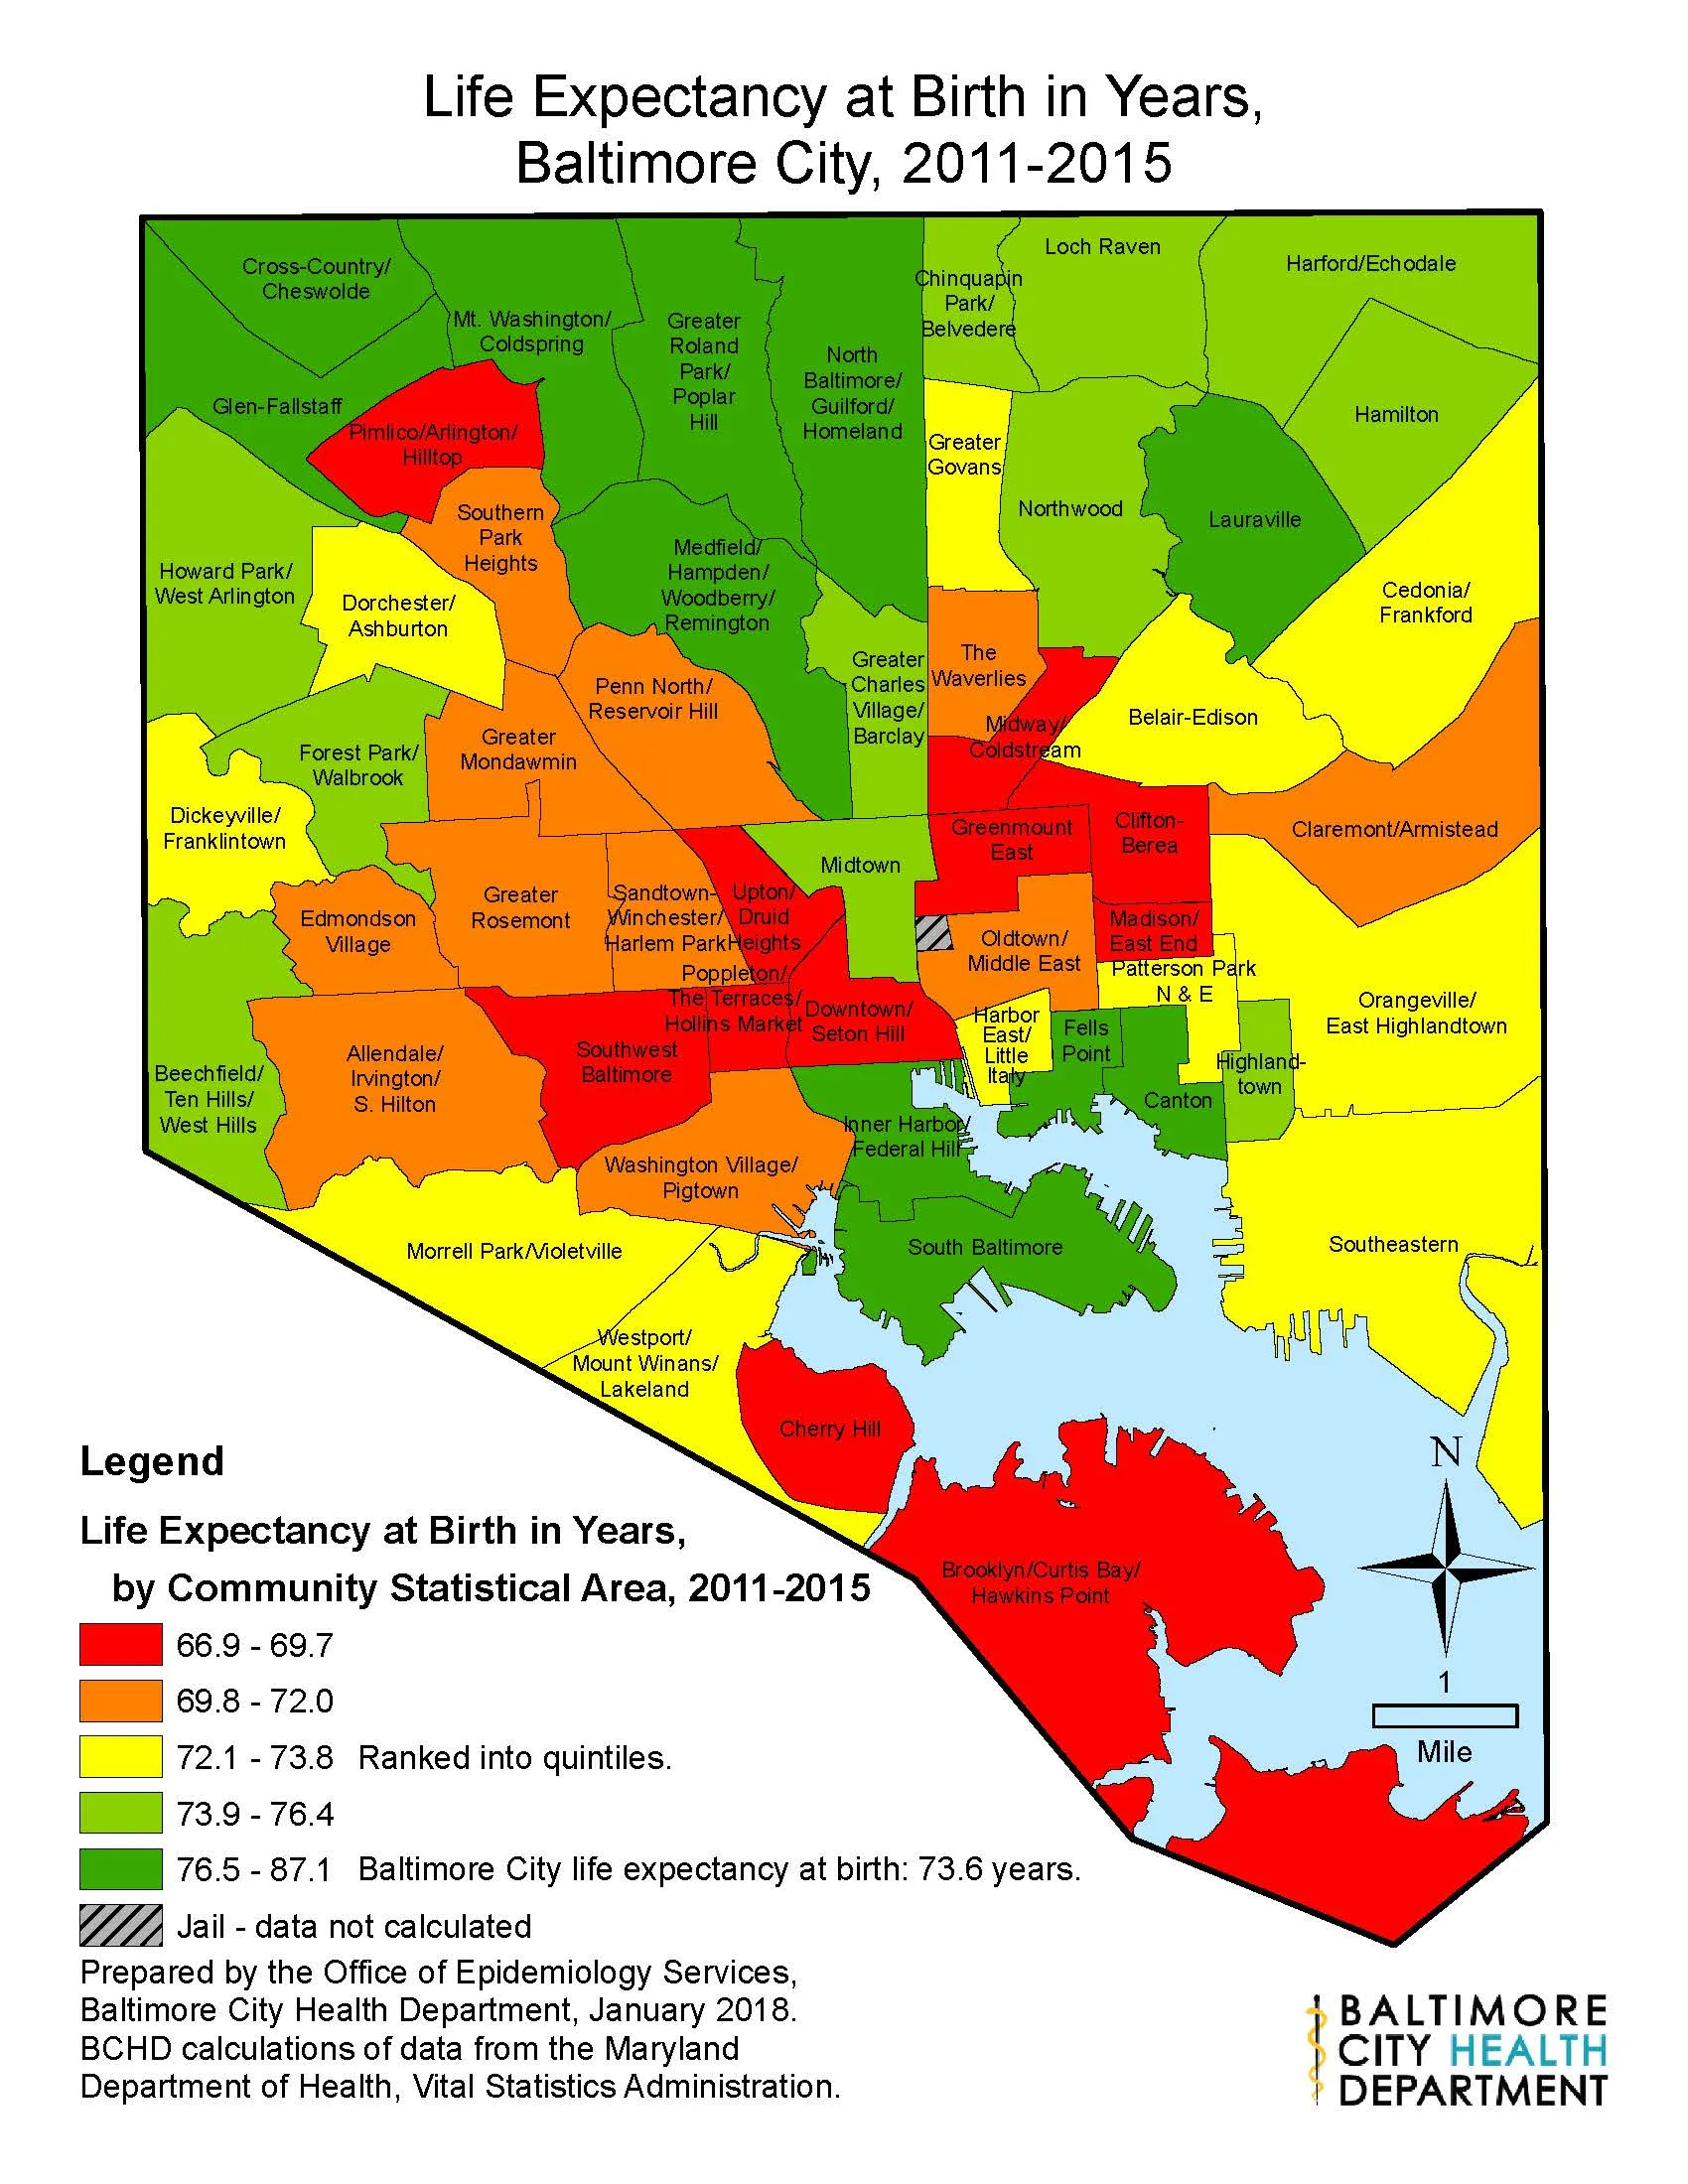 Life Expectancy at Birth in Years,
Baltimore City, 2011-2015
Cross-Country/
Cheswolde
Mt. Washington/
Coldspring
Greater
Roland
Park/
Poplar
Hill
North
Baltimore/
Guilford/
Homeland
Chinquapin
Park/
Belvedere
Loch Raven
Harford/Echodale
Glen-Fallstaff
Pimlico/Arlington/
Hilltop
Greater
Govans
Hamilton
Southern
Park
Heights
Northwood
Lauraville
Howard Park/
West Arlington
Dorchester/
Ashburton
Medfield/
Hampden/
Woodberry/
Remington
Cedonia/
Frankford
Greater
Charles
Village/
Barclay
The
Waverlies
Penn North/
Reservoir Hill
Midway/
Coldstream
Belair-Edison
Forest Park/
Walbrook
Greater
Mondawmin
Dickeyville/
Franklintown
Midtown
Greenmount
East
Clifton-
Berea
Claremont/Armistead
Edmondson
Village
Greater
Rosemont
Sandtown-
Winchester/
Harlem Park
Upton/
Druid
Heights
Oldtown/
Middle East
Madison/
East End
Poppleton/
The Terraces/
Hollins Market
Downtown/
Seton Hill
Patterson Park
N & E
Orangeville/
East Highlandtown
Harbor
East/
Little
Italy
Fells
Point
Highland-
town
Canton
Beechfield/
Ten Hills/
West Hills
Allendale/
Irvington/
S. Hilton
Southwest
Baltimore
Inner Harbor/
Federal Hill
Washington Village/
Pigtown
Morrell Park/Violetville
South Baltimore
Southeastern
Westport/
Mount Winans/
Lakeland
Cherry Hill
Brooklyn/Curtis Bay/
Hawkins Point
N
1
Mile
Legend
Life Expectancy at Birth in Years,
by Community Statistical Area, 2011-2015
66.9 - 69.7
69.8 - 72.0
72.1 - 73.8 Ranked into quintiles.
73.9 - 76.4
76.5 - 87.1 Baltimore City life expectancy at birth: 73.6 years.
Jail - data not calculated
Prepared by the Office of Epidemiology Services,
Baltimore City Health Department, January 2018.
BCHD calculations of data from the Maryland
Department of Health, Vital Statistics Administration.
BALTIMORE
CITY HEALTH
DEPARTMENT